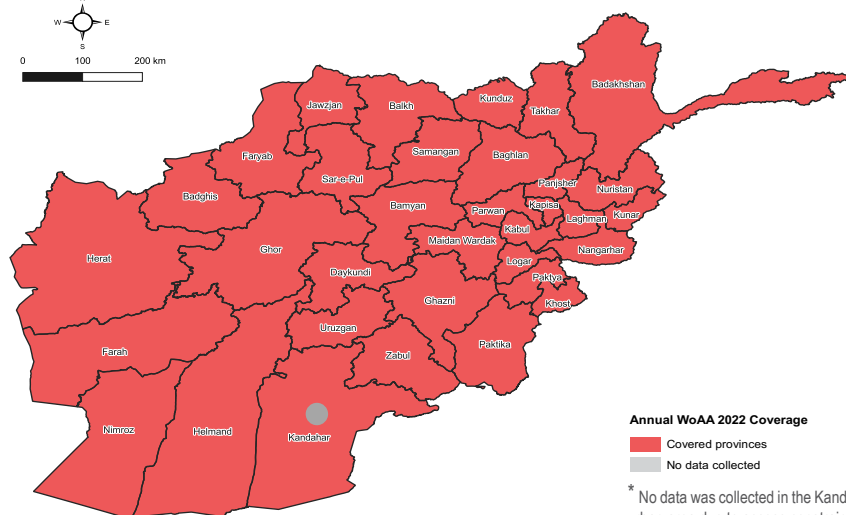 W E
S
0 100 200 km
Badakhshan
Jawzjan
Balkh
Kunduz
Takhar
Faryab
Samangan
Baghlan
Sar-e-Pul
Panjsher
Nuristan
Badghis
Bamyan
Parwan
Kapisa
Laghman
Kunar
Kabul
Maidan Wardak
Nangarhar
Herat
Ghor
Logar
Daykundi
Paktya
Ghazni
Khost
Uruzgan
Paktika
Farah
Zabul
Nimroz
Helmand
Kandahar
Annual WoAA 2022 Coverage
Covered provinces
No data collected
* No data was collected in the Kand